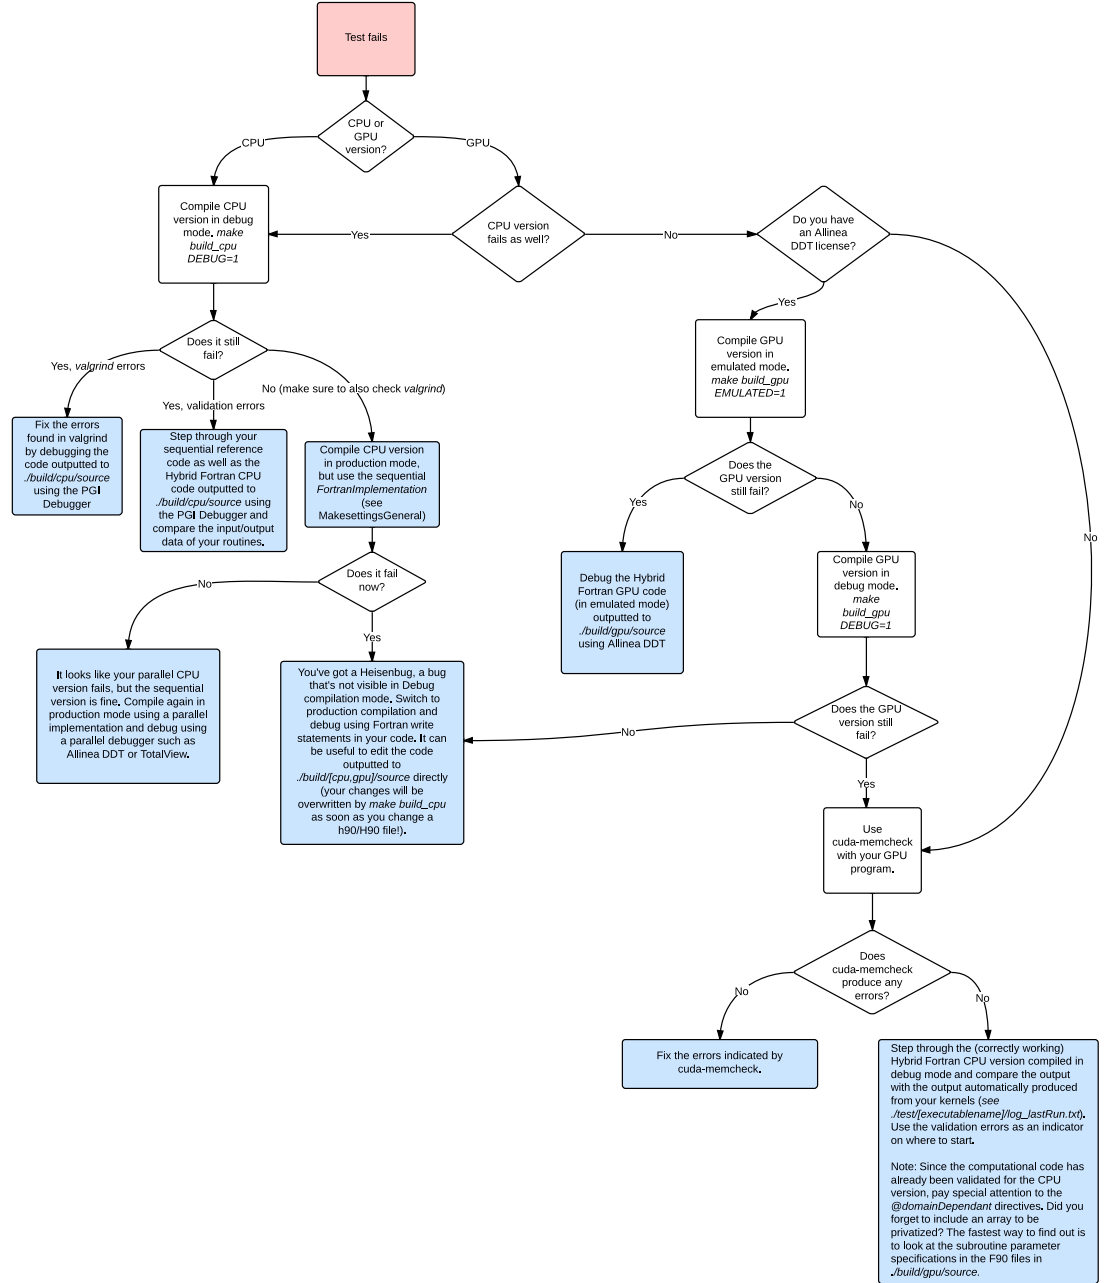 Test fails
CPU or
GPU
version?
CPU
GPU
Compile CPU
version in debug
mode. make
build_cpu
DEBUG=1
Yes
CPU version
fails as well?
No
Do you have
an Allinea
DDT license?
Yes
Compile GPU
version in
emulated mode.
make build_gpu
EMULATED=1
Does it still
fail?
Yes, valgrind errors
Yes, validation errors
No (make sure to also check valgrind)
Fix the errors
found in valgrind
by debugging the
code outputted to
./build/cpu/source
using the PGI
Debugger
Step through your
sequential reference
code as well as the
Hybrid Fortran CPU
code outputted to
./build/cpu/source using
the PGI Debugger and
compare the input/output
data of your routines.
Compile CPU version
in production mode,
but use the sequential
FortranImplementation
(see
MakesettingsGeneral)
Does the
GPU version
still fail?
Yes
No
No
Debug the Hybrid
Fortran GPU code
(in emulated mode)
outputted to
./build/gpu/source
using Allinea DDT
Compile GPU
version in
debug mode.
make
build_gpu
DEBUG=1
Does it fail
now?
No
Yes
It looks like your parallel CPU
version fails, but the sequential
version is fine. Compile again in
production mode using a parallel
implementation and debug using
a parallel debugger such as
Allinea DDT or TotalView.
You've got a Heisenbug, a bug
that's not visible in Debug
compilation mode. Switch to
production compilation and
debug using Fortran write
statements in your code. It can
be useful to edit the code
outputted to
./build/[cpu,gpu]/source directly
(your changes will be
overwritten by make build_cpu
as soon as you change a
h90/H90 file!).
No
Does the GPU
version still
fail?
Yes
Use
cuda-memcheck
with your GPU
program.
Does
cuda-memcheck
produce any
errors?
No
No
Fix the errors indicated by
cuda-memcheck.
Step through the (correctly working)
Hybrid Fortran CPU version compiled in
debug mode and compare the output
with the output automatically produced
from your kernels (see
./test/[executablename]/log_lastRun.txt).
Use the validation errors as an indicator
on where to start.
Note: Since the computational code has
already been validated for the CPU
version, pay special attention to the
@domainDependant directives. Did you
forget to include an array to be
privatized? The fastest way to find out is
to look at the subroutine parameter
specifications in the F90 files in
./build/gpu/source.